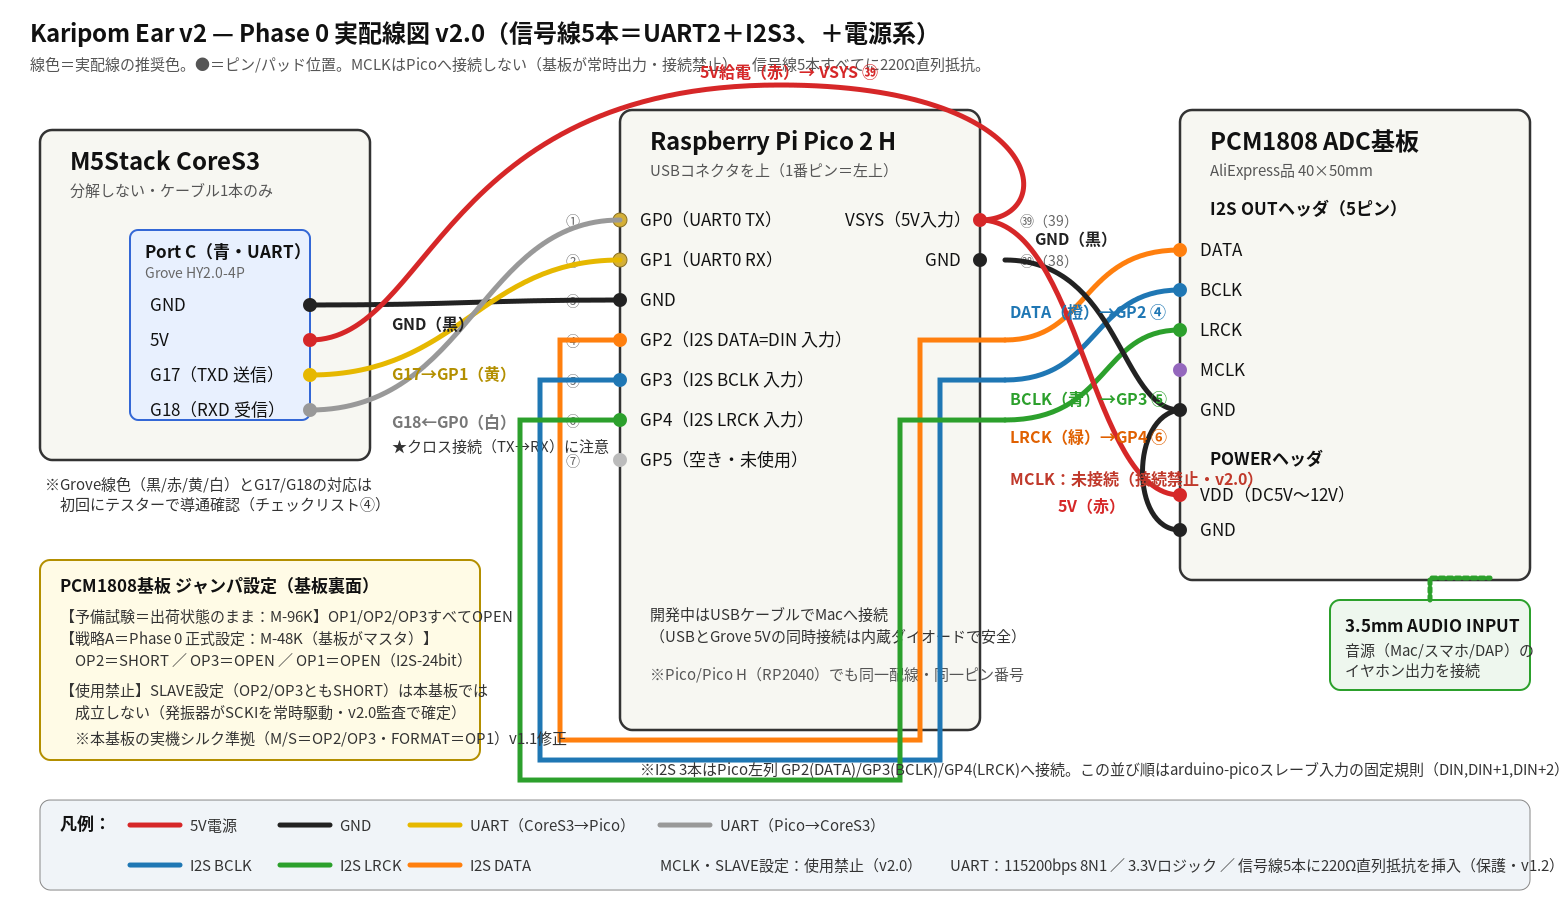 Karipom Ear v2 — Phase 0 実配線図 v2.0（信号線5本＝UART2＋I2S3、＋電源系）
線色＝実配線の推奨色。●＝ピン/パッド位置。MCLKはPicoへ接続しない（基板が常時出力・接続禁止）。信号線5本すべてに220Ω直列抵抗。
5V給電（赤）→ VSYS ㊴
M5Stack CoreS3
分解しない・ケーブル1本のみ
Port C（青・UART）
Grove HY2.0-4P
GND
5V
G17（TXD 送信）
G18（RXD 受信）
GND（黒）
G17→GP1（黄）
G18←GP0（白）
★クロス接続（TX↔RX）に注意
※Grove線色（黒/赤/黄/白）とG17/G18の対応は
初回にテスターで導通確認（チェックリスト④）
Raspberry Pi Pico 2 H
USBコネクタを上（1番ピン＝左上）
① GP0（UART0 TX）
② GP1（UART0 RX）
③ GND
④ GP2（I2S DATA=DIN 入力）
⑤ GP3（I2S BCLK 入力）
⑥ GP4（I2S LRCK 入力）
⑦ GP5（空き・未使用）
VSYS（5V入力） ㊴（39）
GND ㊳（38）
開発中はUSBケーブルでMacへ接続
（USBとGrove 5Vの同時接続は内蔵ダイオードで安全）
※Pico/Pico H（RP2040）でも同一配線・同一ピン番号
GND（黒）
DATA（橙）→GP2 ④
BCLK（青）→GP3 ⑤
LRCK（緑）→GP4 ⑥
MCLK：未接続（接続禁止・v2.0）
5V（赤）
PCM1808 ADC基板
AliExpress品 40×50mm
I2S OUTヘッダ（5ピン）
DATA
BCLK
LRCK
MCLK
GND
POWERヘッダ
VDD（DC5V〜12V）
GND
3.5mm AUDIO INPUT
音源（Mac/スマホ/DAP）の
イヤホン出力を接続
PCM1808基板 ジャンパ設定（基板裏面）
【予備試験＝出荷状態のまま：M-96K】OP1/OP2/OP3すべてOPEN
【戦略A＝Phase 0 正式設定：M-48K（基板がマスタ）】
OP2＝SHORT ／ OP3＝OPEN ／ OP1＝OPEN（I2S-24bit）
【使用禁止】SLAVE設定（OP2/OP3ともSHORT）は本基板では
成立しない（発振器がSCKIを常時駆動・v2.0監査で確定）
※本基板の実機シルク準拠（M/S＝OP2/OP3・FORMAT＝OP1）v1.1修正
※I2S 3本はPico左列 GP2(DATA)/GP3(BCLK)/GP4(LRCK)へ接続。この並び順はarduino-picoスレーブ入力の固定規則（DIN,DIN+1,DIN+2）
凡例：
5V電源
GND
UART（CoreS3→Pico）
UART（Pico→CoreS3）
I2S BCLK
I2S LRCK
I2S DATA
MCLK・SLAVE設定：使用禁止（v2.0）
UART：115200bps 8N1 ／ 3.3Vロジック ／ 信号線5本に220Ω直列抵抗を挿入（保護・v1.2）